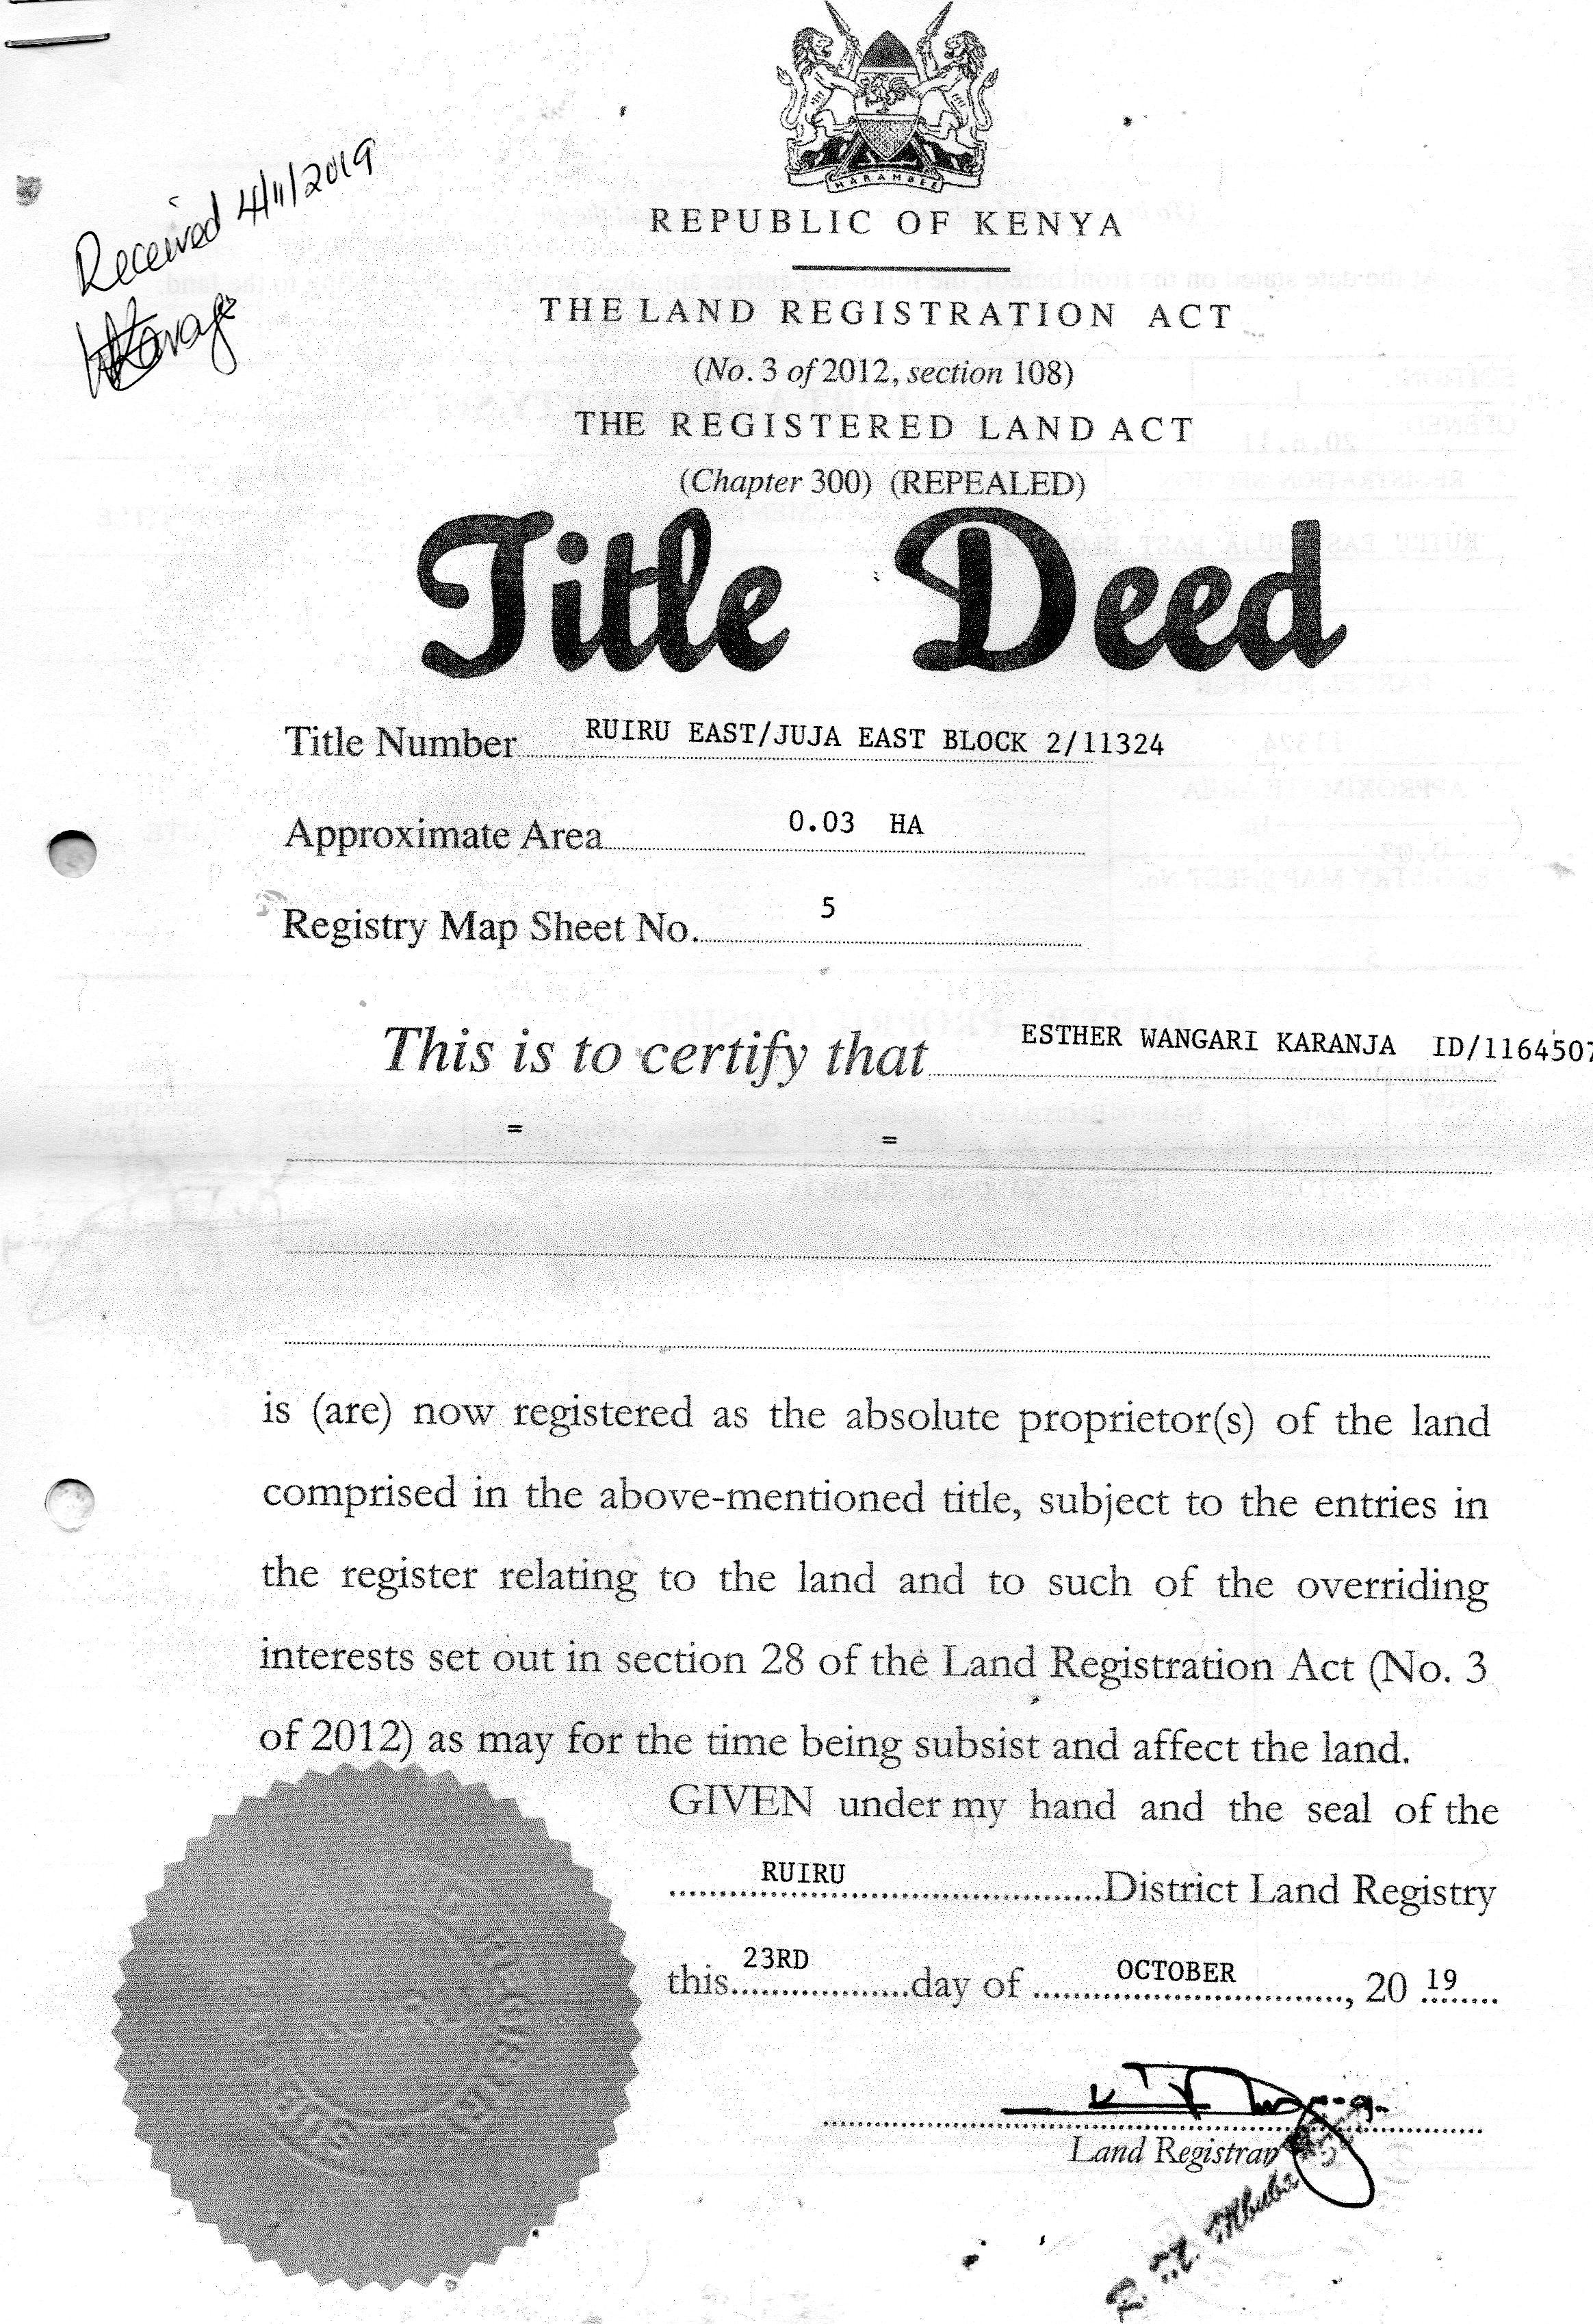 Received 4/11/2019
HARAMBEE
REPUBLIC OF KENYA
THE LAND REGISTRATION ACT
(No. 3 of 2012, section 108)
THE REGISTERED LAND ACT
(Chapter 300) (REPEALED)
Title Deed
Title Number RUIRU EAST/JUJA EAST BLOCK 2/11324
Approximate Area 0.03 HA
Registry Map Sheet No. 5
This is to certify that ESTHER WANGARI KARANJA ID/1164507
= =
is (are) now registered as the absolute proprietor(s) of the land
comprised in the above-mentioned title, subject to the entries in
the register relating to the land and to such of the overriding
interests set out in section 28 of the Land Registration Act (No. 3
of 2012) as may for the time being subsist and affect the land.
GIVEN under my hand and the seal of the
RUIRU District Land Registry
this 23RD day of OCTOBER, 20 19
Land Registrar